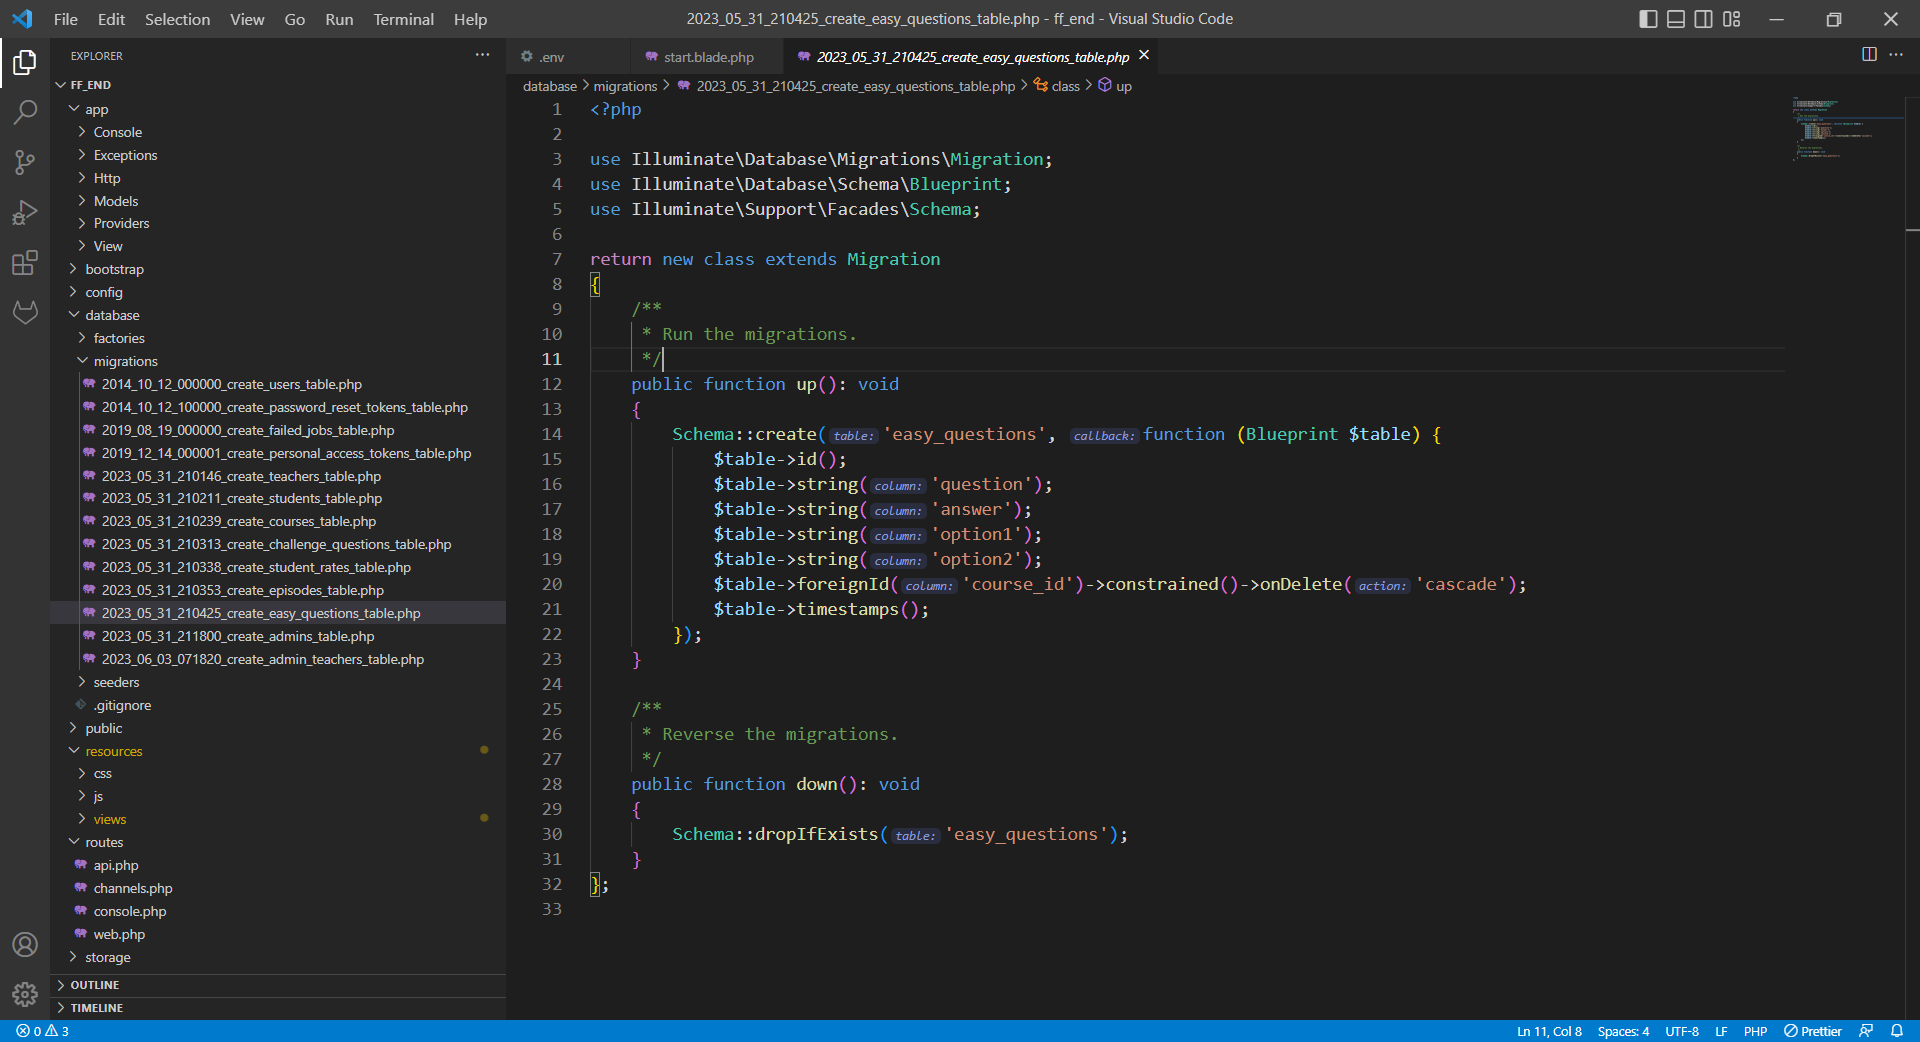 File Edit Selection View Go Run Terminal Help
2023_05_31_210425_create_easy_questions_table.php - ff_end - Visual Studio Code
EXPLORER
FF_END
app
Console
Exceptions
Http
Models
Providers
View
bootstrap
config
database
factories
migrations
2014_10_12_000000_create_users_table.php
2014_10_12_100000_create_password_reset_tokens_table.php
2019_08_19_000000_create_failed_jobs_table.php
2019_12_14_000001_create_personal_access_tokens_table.php
2023_05_31_210146_create_teachers_table.php
2023_05_31_210211_create_students_table.php
2023_05_31_210239_create_courses_table.php
2023_05_31_210313_create_challenge_questions_table.php
2023_05_31_210338_create_student_rates_table.php
2023_05_31_210353_create_episodes_table.php
2023_05_31_210425_create_easy_questions_table.php
2023_05_31_211800_create_admins_table.php
2023_06_03_071820_create_admin_teachers_table.php
seeders
.gitignore
public
resources
css
js
views
routes
api.php
channels.php
console.php
web.php
storage
OUTLINE
TIMELINE
.env
start.blade.php
2023_05_31_210425_create_easy_questions_table.php
database > migrations > 2023_05_31_210425_create_easy_questions_table.php > class > up
1 <?php
2
3 use Illuminate\Database\Migrations\Migration;
4 use Illuminate\Database\Schema\Blueprint;
5 use Illuminate\Support\Facades\Schema;
6
7 return new class extends Migration
8 {
9 /**
10 * Run the migrations.
11 */
12 public function up(): void
13 {
14 Schema::create(table: 'easy_questions', callback: function (Blueprint $table) {
15 $table->id();
16 $table->string(column: 'question');
17 $table->string(column: 'answer');
18 $table->string(column: 'option1');
19 $table->string(column: 'option2');
20 $table->foreignId(column: 'course_id')->constrained()->onDelete(action: 'cascade');
21 $table->timestamps();
22 });
23 }
24
25 /**
26 * Reverse the migrations.
27 */
28 public function down(): void
29 {
30 Schema::dropIfExists(table: 'easy_questions');
31 }
32 };
33
0 3
Ln 11, Col 8 Spaces: 4 UTF-8 LF PHP Prettier